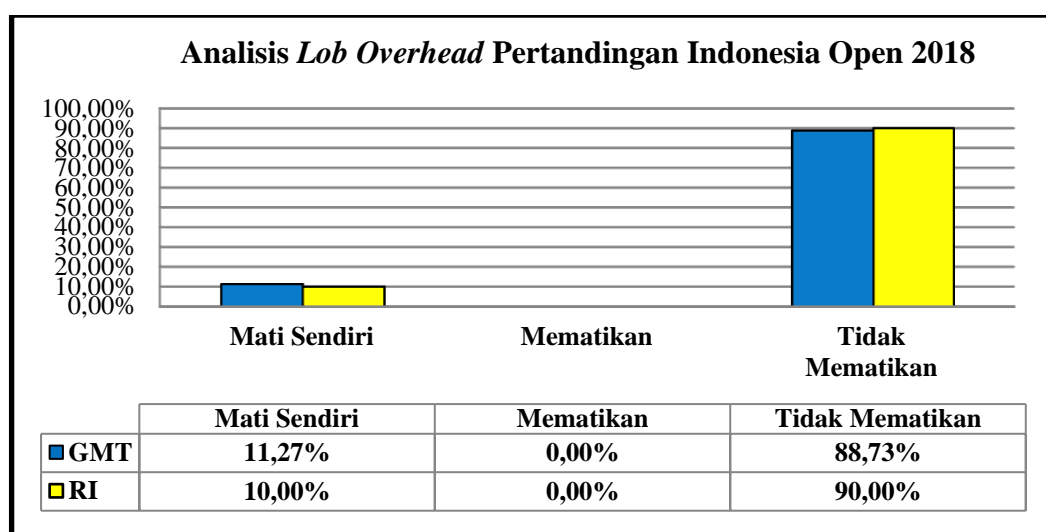 Analisis Lob Overhead Pertandingan Indonesia Open 2018
100,00%
90,00%
80,00%
70,00%
60,00%
50,00%
40,00%
30,00%
20,00%
10,00%
0,00%
Mati Sendiri Mematikan Tidak
Mematikan
Mati Sendiri Mematikan Tidak Mematikan
GMT 11,27% 0,00% 88,73%
RI 10,00% 0,00% 90,00%